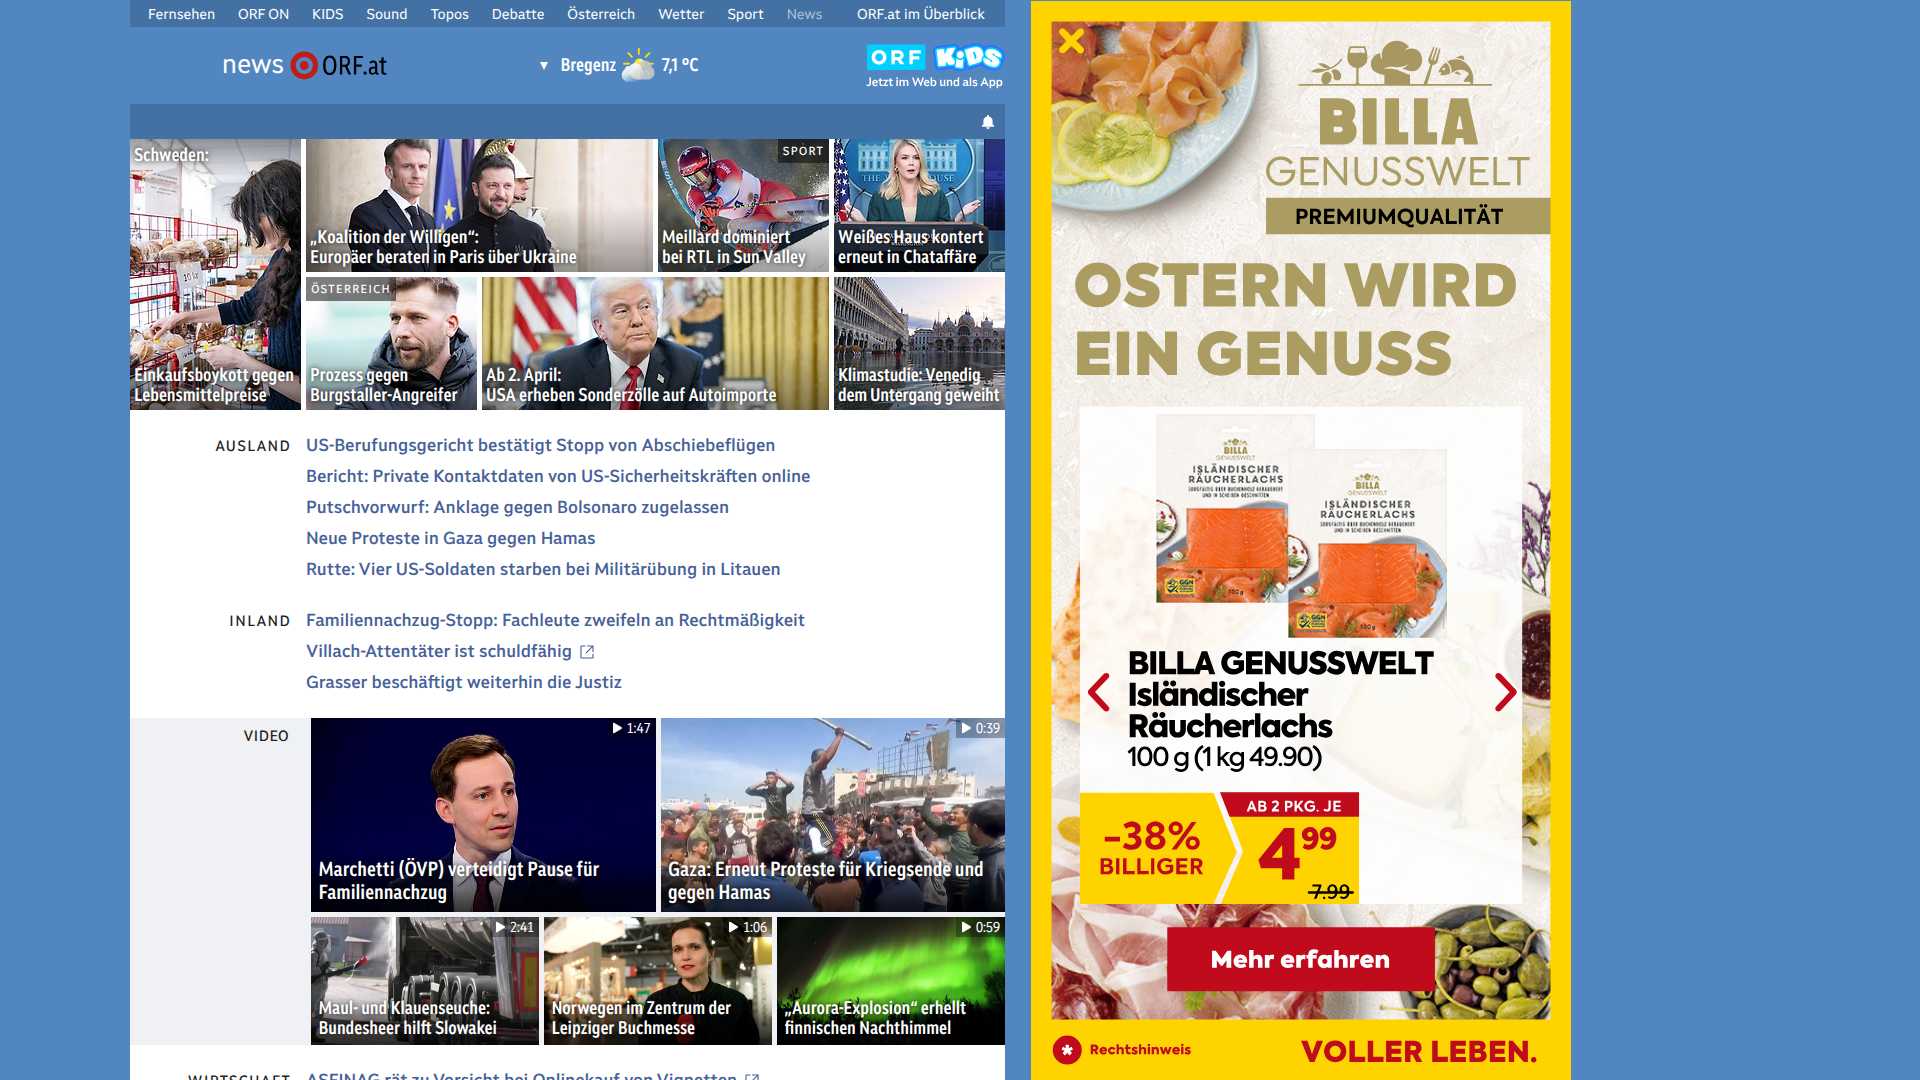 Fernsehen ORF ON KIDS Sound Topos Debatte Österreich Wetter Sport News ORF.at im Überblick
news ORF.at
Bregenz 7,1 °C
ORF KiDS
Jetzt im Web und als App
Schweden:
Einkaufsboykott gegen
Lebensmittelpreise
„Koalition der Willigen“:
Europäer beraten in Paris über Ukraine
SPORT
Meillard dominiert
bei RTL in Sun Valley
Weißes Haus kontert
erneut in Chataffäre
ÖSTERREICH
Prozess gegen
Burgstaller-Angreifer
Ab 2. April:
USA erheben Sonderzölle auf Autoimporte
Klimastudie: Venedig
dem Untergang geweiht
AUSLAND
US-Berufungsgericht bestätigt Stopp von Abschiebeflügen
Bericht: Private Kontaktdaten von US-Sicherheitskräften online
Putschvorwurf: Anklage gegen Bolsonaro zugelassen
Neue Proteste in Gaza gegen Hamas
Rutte: Vier US-Soldaten starben bei Militärübung in Litauen
INLAND
Familiennachzug-Stopp: Fachleute zweifeln an Rechtmäßigkeit
Villach-Attentäter ist schuldfähig
Grasser beschäftigt weiterhin die Justiz
VIDEO
1:47
Marchetti (ÖVP) verteidigt Pause für
Familiennachzug
0:39
Gaza: Erneut Proteste für Kriegsende und
gegen Hamas
2:41
Maul- und Klauenseuche:
Bundesheer hilft Slowakei
1:06
Norwegen im Zentrum der
Leipziger Buchmesse
0:59
„Aurora-Explosion“ erhellt
finnischen Nachthimmel
WIRTSCHAFT
ASFINAG rät zu Vorsicht bei Onlinekauf von Vignetten
BILLA
GENUSSWELT
PREMIUMQUALITÄT
OSTERN WIRD
EIN GENUSS
BILLA
GENUSSWELT
ISLÄNDISCHER
RÄUCHERLACHS
BILLA
GENUSSWELT
ISLÄNDISCHER
RÄUCHERLACHS
BILLA GENUSSWELT
Isländischer
Räucherlachs
100 g (1 kg 49.90)
-38%
BILLIGER
AB 2 PKG. JE
4 99
7.99
Mehr erfahren
* Rechtshinweis
VOLLER LEBEN.